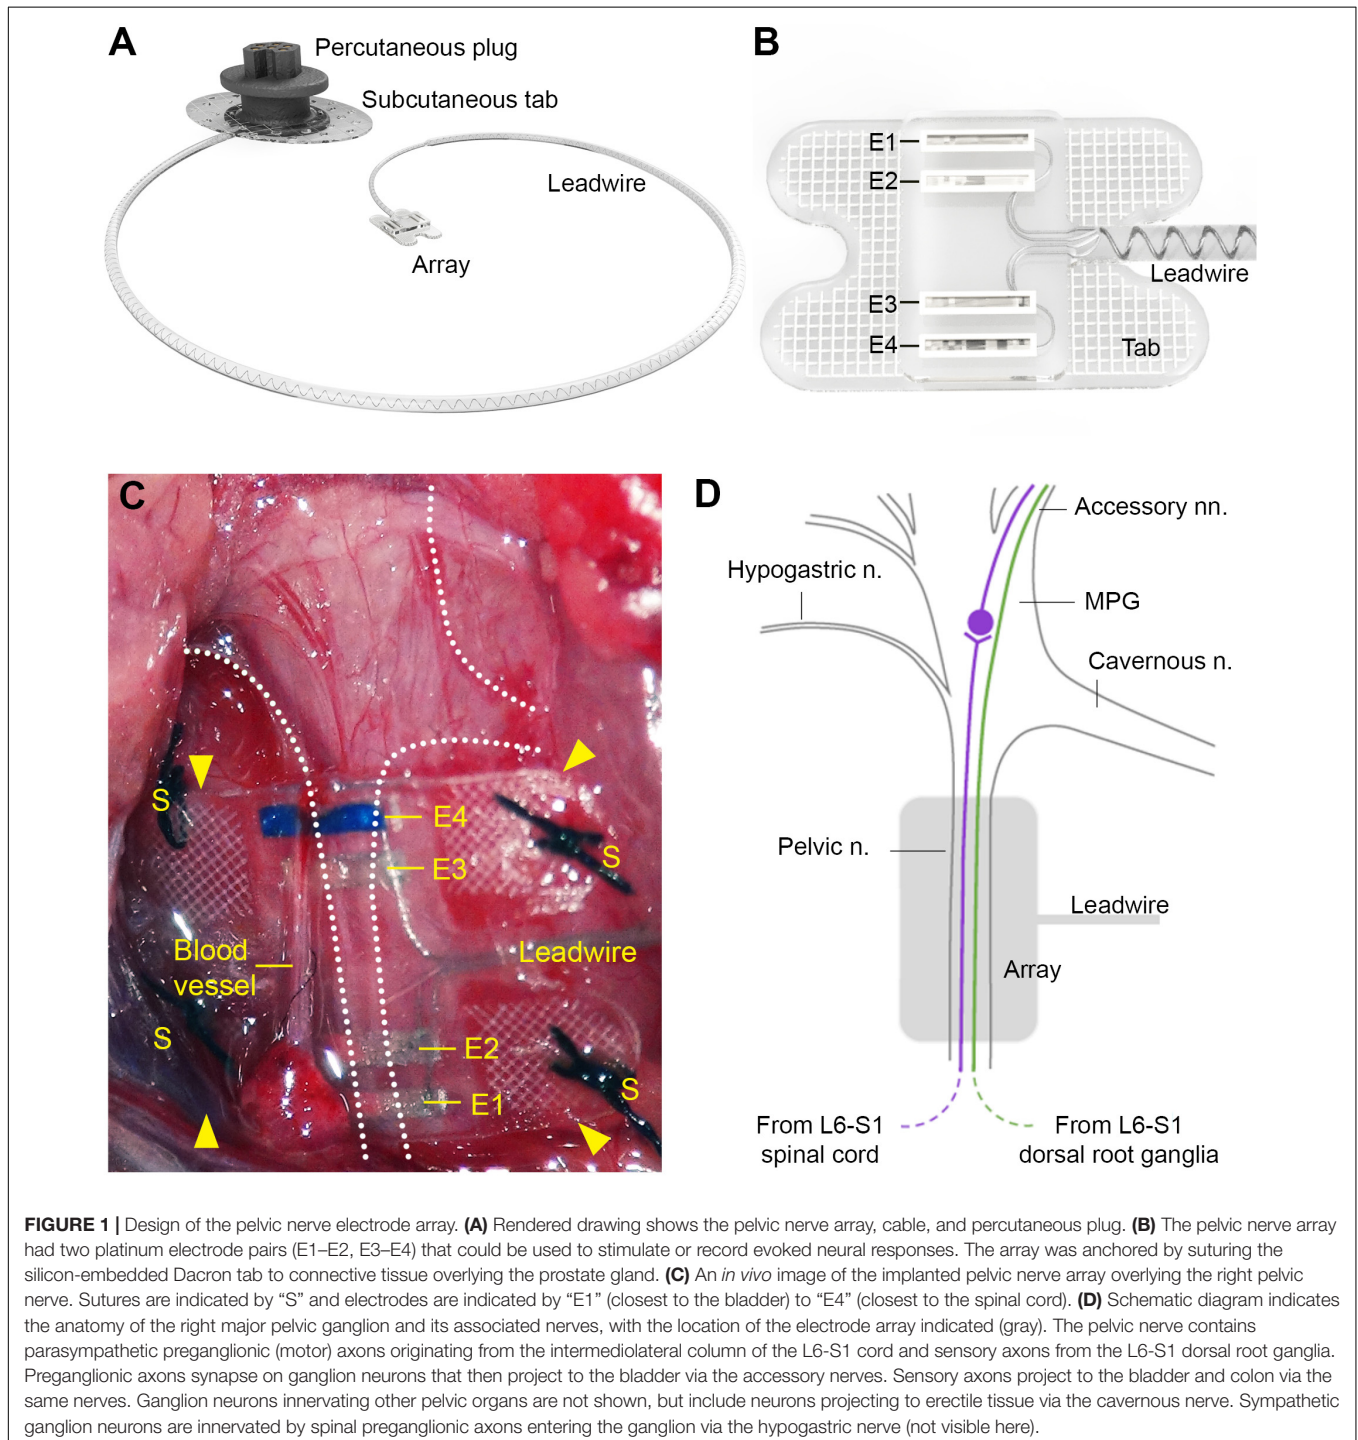 A
Percutaneous plug
Subcutaneous tab
Leadwire
Array
B
E1
E2
E3
E4
Leadwire
Tab
C
S
E4
E3
S
Blood
vessel
Leadwire
S
E2
E1
S
D
Accessory nn.
Hypogastric n.
MPG
Cavernous n.
Pelvic n.
Leadwire
Array
From L6-S1
spinal cord
From L6-S1
dorsal root ganglia
FIGURE 1 | Design of the pelvic nerve electrode array. (A) Rendered drawing shows the pelvic nerve array, cable, and percutaneous plug. (B) The pelvic nerve array
had two platinum electrode pairs (E1–E2, E3–E4) that could be used to stimulate or record evoked neural responses. The array was anchored by suturing the
silicon-embedded Dacron tab to connective tissue overlying the prostate gland. (C) An in vivo image of the implanted pelvic nerve array overlying the right pelvic
nerve. Sutures are indicated by “S” and electrodes are indicated by “E1” (closest to the bladder) to “E4” (closest to the spinal cord). (D) Schematic diagram indicates
the anatomy of the right major pelvic ganglion and its associated nerves, with the location of the electrode array indicated (gray). The pelvic nerve contains
parasympathetic preganglionic (motor) axons originating from the intermediolateral column of the L6-S1 cord and sensory axons from the L6-S1 dorsal root ganglia.
Preganglionic axons synapse on ganglion neurons that then project to the bladder via the accessory nerves. Sensory axons project to the bladder and colon via the
same nerves. Ganglion neurons innervating other pelvic organs are not shown, but include neurons projecting to erectile tissue via the cavernous nerve. Sympathetic
ganglion neurons are innervated by spinal preganglionic axons entering the ganglion via the hypogastric nerve (not visible here).